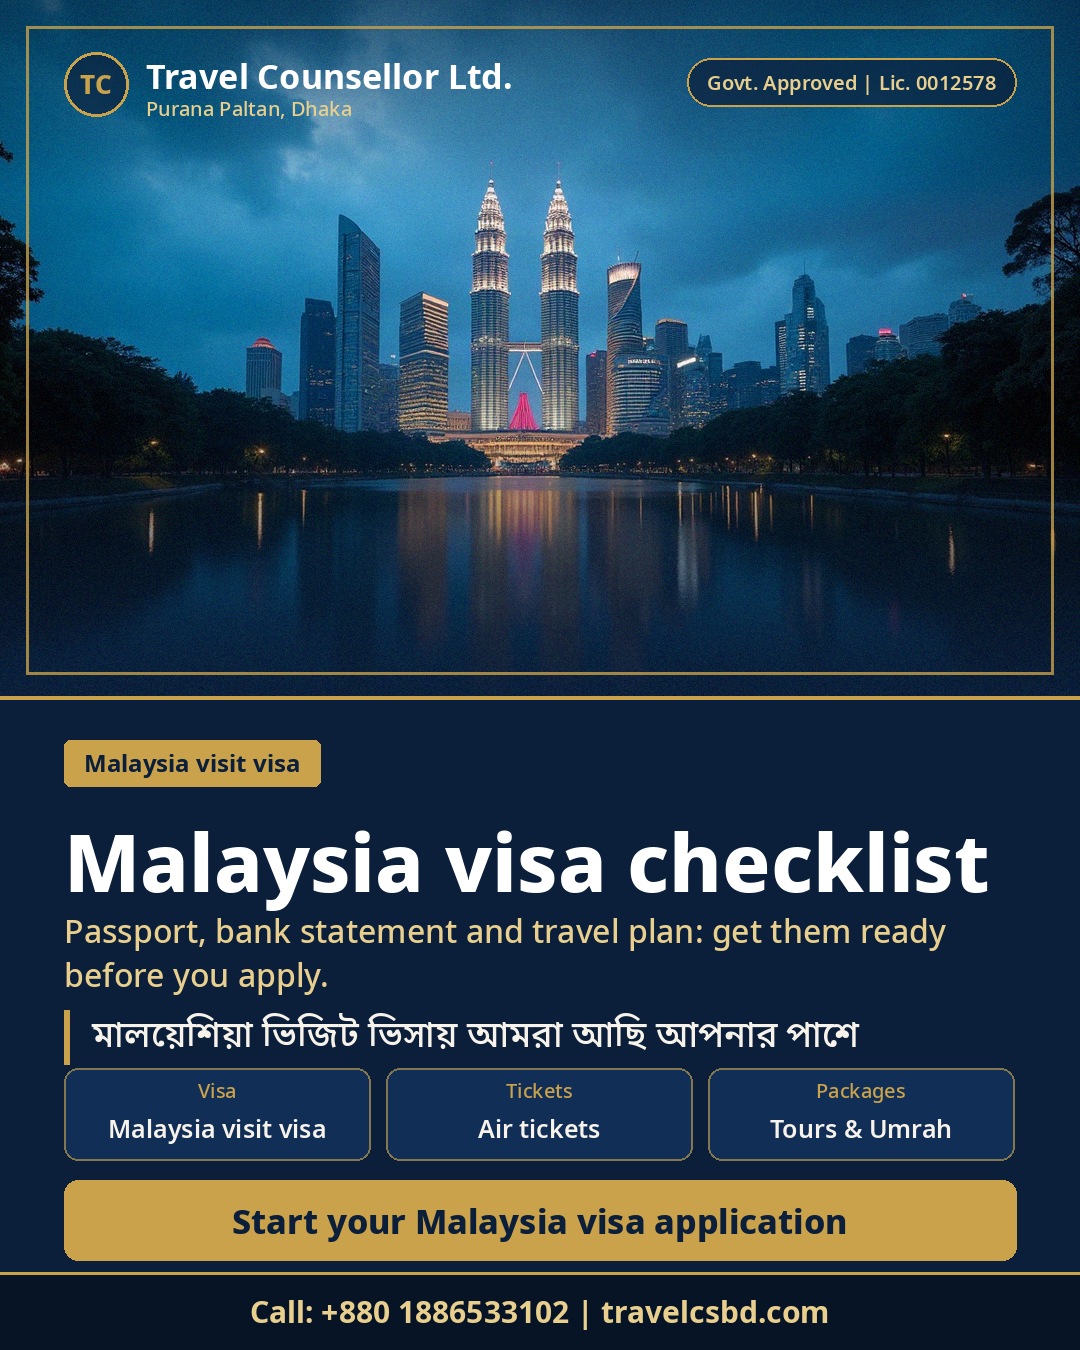 TC
Travel Counsellor Ltd.
Purana Paltan, Dhaka
Govt. Approved | Lic. 0012578
Malaysia visit visa
Malaysia visa checklist
Passport, bank statement and travel plan: get them ready
before you apply.
মালয়েশিয়া ভিজিট ভিসায় আমরা আছি আপনার পাশে
Visa
Malaysia visit visa
Tickets
Air tickets
Packages
Tours & Umrah
Start your Malaysia visa application
Call: +880 1886533102 | travelcsbd.com